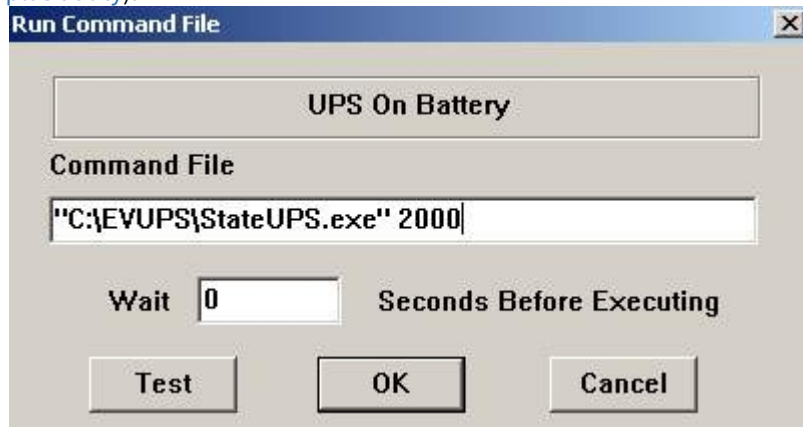 Run Command File
UPS On Battery
Command File
"C:\EVUPS\StateUPS.exe" 2000
Wait 0 Seconds Before Executing
Test OK Cancel